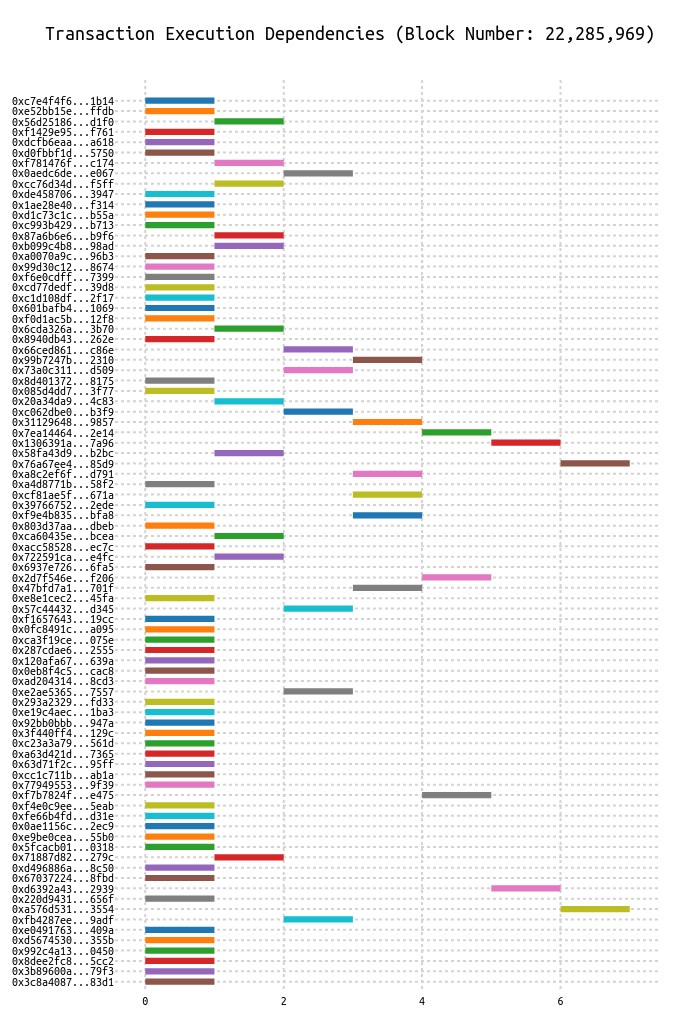 Transaction Execution Dependencies (Block Number: 22,285,969)
0xc7e4f4f6...1b14
0xe52bb15e...ffdb
0x56d25186...d1f0
0xf1429e95...f761
0xdcfb6eaa...a618
0xd0fbbf1d...5750
0xf781476f...c174
0x0aedc6de...e067
0xcc76d34d...f5ff
0xde458706...3947
0x1ae28e40...f314
0xd1c73c1c...b55a
0xc993b429...b713
0x87a6b6e6...b9f6
0xb099c4b8...98ad
0xa0070a9c...96b3
0x99d30c12...8674
0xf6e0cdff...7399
0xcd77dedf...39d8
0xc1d108df...2f17
0x601bafb4...1069
0xf0d1ac5b...12f8
0x6cda326a...3b70
0x8940db43...262e
0x66ced861...c86e
0x99b7247b...2310
0x73a0c311...d509
0x8d401372...8175
0x085d4dd7...3f77
0x20a34da9...4c83
0xc062dbe0...b3f9
0x31129648...9857
0x7ea14464...2e14
0x1306391a...7a96
0x58fa43d9...b2bc
0x76a67ee4...85d9
0xa8c2ef6f...d791
0xa4d8771b...58f2
0xcf81ae5f...671a
0x39766752...2ede
0xf9e4b835...bfa8
0x803d37aa...dbeb
0xca60435e...bcea
0xacc58528...ec7c
0x722591ca...e4fc
0x6937e726...6fa5
0x2d7f546e...f206
0x47bfd7a1...701f
0xe8e1cec2...45fa
0x57c44432...d345
0xf1657643...19cc
0x0fc8491c...a095
0xca3f19ce...075e
0x287cdae6...2555
0x120afa67...639a
0x0eb8f4c5...cac8
0xad204314...8cd3
0xe2ae5365...7557
0x293a2329...fd33
0xe19c4aec...1ba3
0x92bb0bbb...947a
0x3f440ff4...129c
0xc23a3a79...561d
0xa63d421d...7365
0x63d71f2c...95ff
0xcc1c711b...ab1a
0x77949553...9f39
0xf7b7824f...e475
0xf4e0c9ee...5eab
0xfe66b4fd...d31e
0x0ae1156c...2ec9
0xe9be0cea...55b0
0x5fcacb01...0318
0x71887d82...279c
0xd496886a...8c50
0x67037224...8fbd
0xd6392a43...2939
0x220d9431...656f
0xa576d531...3554
0xfb4287ee...9adf
0xe0491763...409a
0xd5674530...355b
0x992c4a13...0450
0x8dee2fc8...5cc2
0x3b89600a...79f3
0x3c8a4087...83d1
0 2 4 6